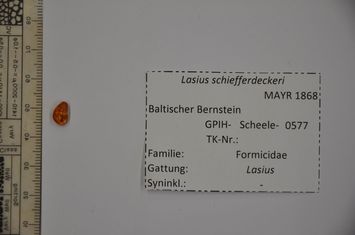 Lasius schiefferdeckeri
MAYR 1868
Baltischer Bernstein
GPIH- Scheele- 0577
TK-Nr.:
Familie: Formicidae
Gattung: Lasius
Syninkl.: -